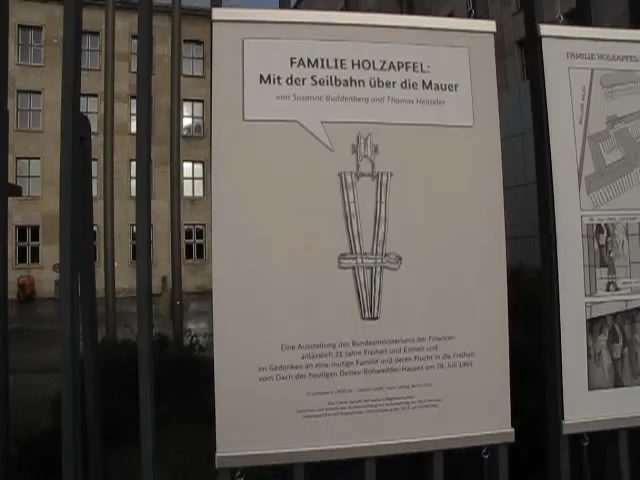 FAMILIE HOLZAPFEL:
Mit der Seilbahn über die Mauer
von Susanne Buddenberg und Thomas Henseler
Eine Ausstellung des Bundesministeriums der Finanzen
anlässlich 25 Jahre Freiheit und Einheit und
im Gedenken an eine mutige Familie und deren Flucht in die Freiheit
vom Dach des heutigen Detlev-Rohwedder-Hauses am 28. Juli 1965
FAMILIE HOLZAPFEL: